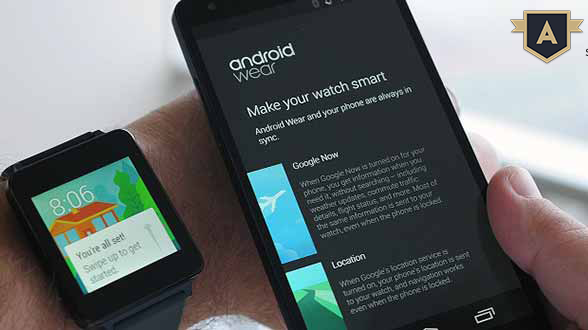 A
S
android
wear
Make your watch smart
Android Wear and your phone are always in
sync.
Google Now
When Google Now is turned on for your
phone, you get information when you
need it, without searching – including
weather updates, commute traffic
details, flight status, and more. Most of
the same information is sent to your
watch, even when the phone is locked.
Location
When Google's location service is
turned on, your phone's location is sent
to your watch, and navigation works
even when the phone is locked.
8:06
You're all set!
Swipe up to get
started.